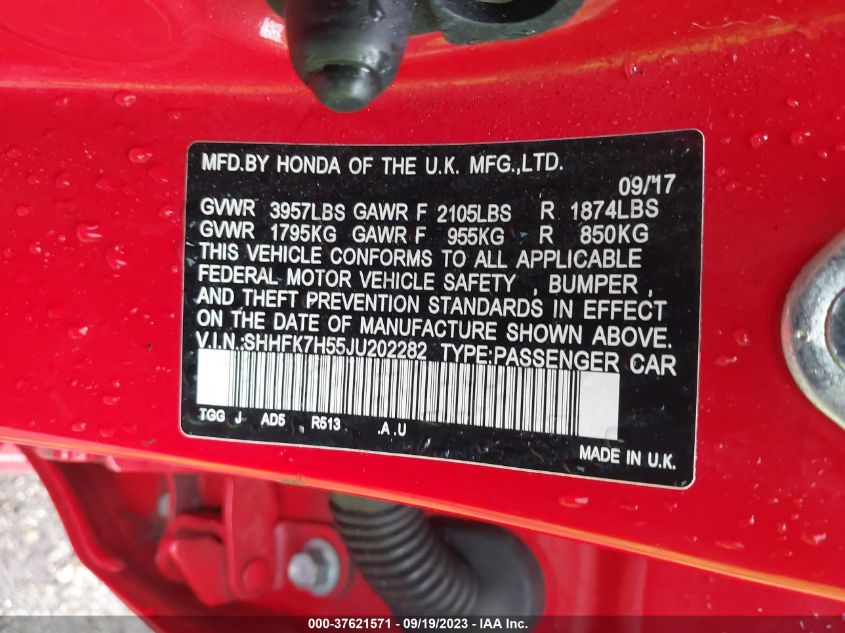 MFD.BY HONDA OF THE U.K. MFG.,LTD.
09/'17
GVWR 3957LBS GAWR F 2105LBS R 1874LBS
GVWR 1795KG GAWR F 955KG R 850KG
THIS VEHICLE CONFORMS TO ALL APPLICABLE
FEDERAL MOTOR VEHICLE SAFETY , BUMPER ,
AND THEFT PREVENTION STANDARDS IN EFFECT
ON THE DATE OF MANUFACTURE SHOWN ABOVE.
V.I.N.:SHHFK7H55JU202282 TYPE:PASSENGER CAR
TGG J AD5 R513 .A .U
MADE IN U.K.
000-37621571 - 09/19/2023 - IAA Inc.